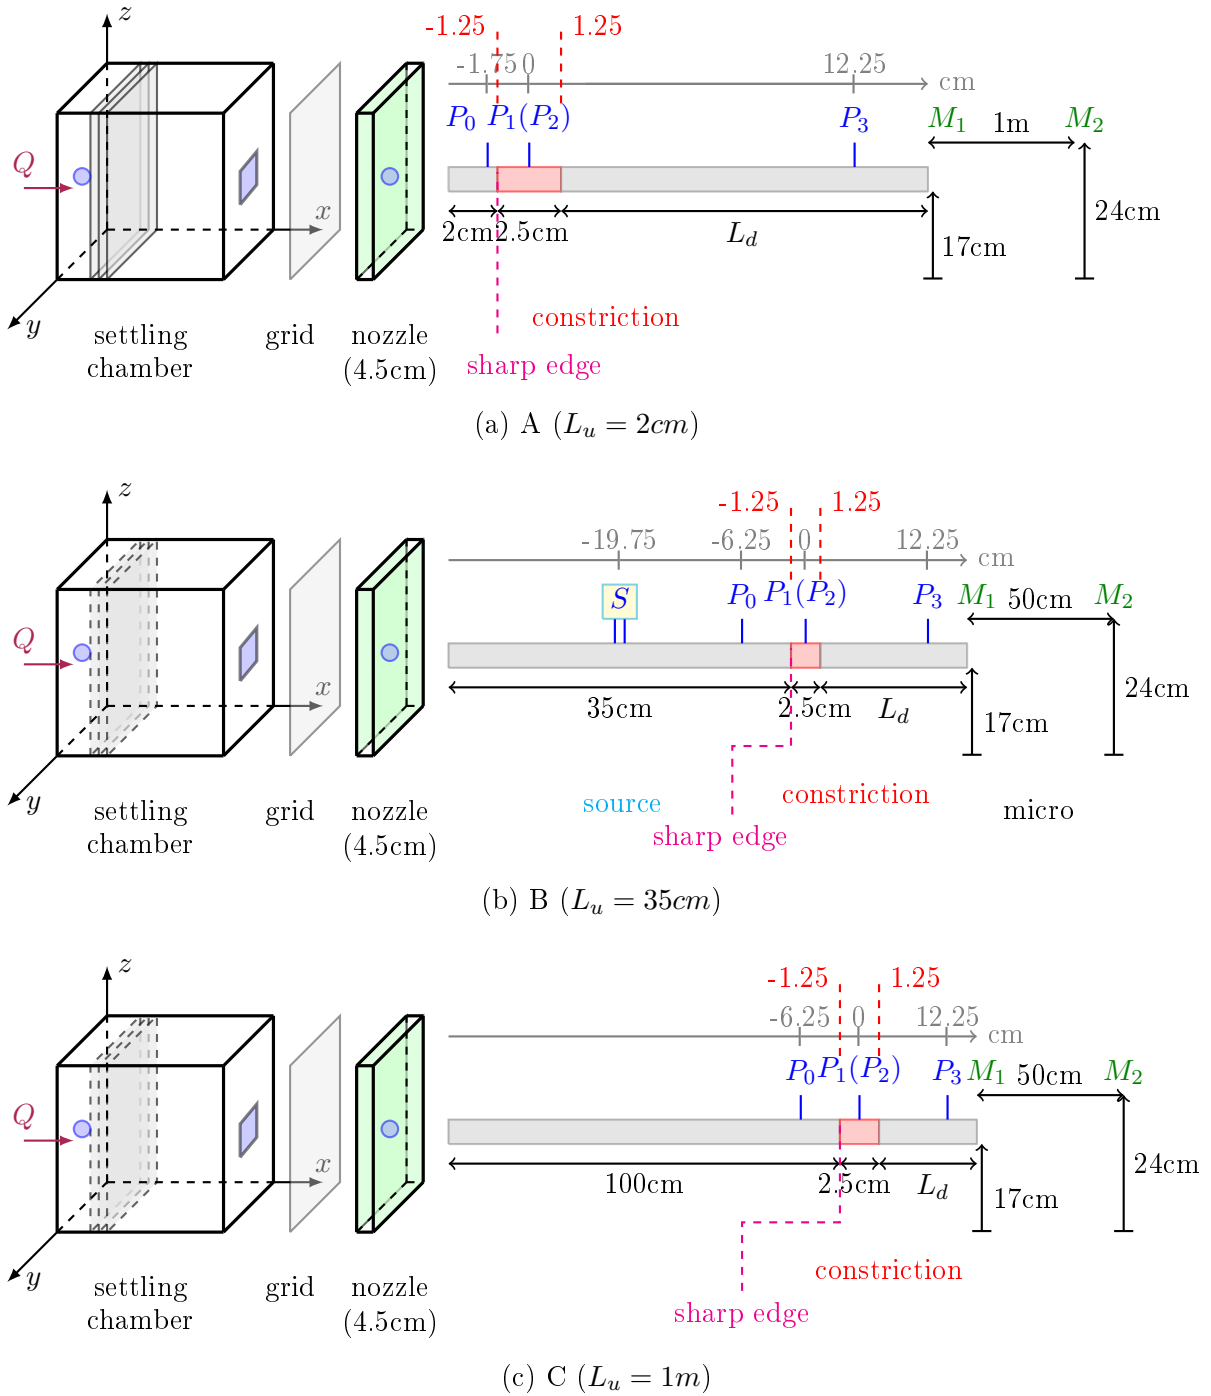 z
-1.25 1.25
-1.75 0 12.25 cm
P0 P1(P2) P3 M1 1m M2
Q
x
2cm 2.5cm Ld 17cm 24cm
y
constriction
settling chamber
grid
nozzle (4.5cm)
sharp edge
(a) A (Lu = 2cm)
z
-1.25 1.25
-19.75 -6.25 0 12.25 cm
S P0 P1(P2) P3 M1 50cm M2
Q
x
35cm 2.5cm Ld 17cm 24cm
y
source
constriction
micro
settling chamber
grid
nozzle (4.5cm)
sharp edge
(b) B (Lu = 35cm)
z
-1.25 1.25
-6.25 0 12.25 cm
P0 P1(P2) P3 M1 50cm M2
Q
x
100cm 2.5cm Ld 17cm 24cm
y
constriction
settling chamber
grid
nozzle (4.5cm)
sharp edge
(c) C (Lu = 1m)